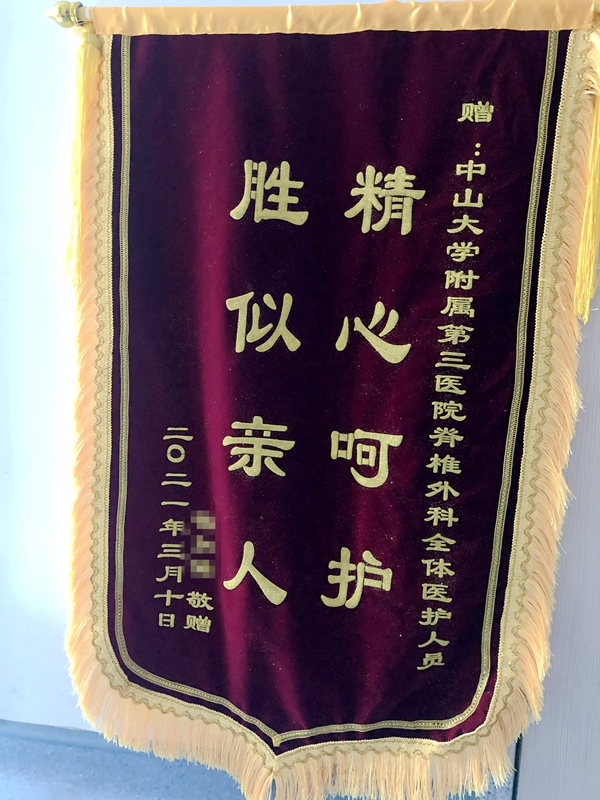 赠：中山大学附属第三医院脊椎外科全体医护人员
精心呵护
胜似亲人
敬赠
二〇二一年三月十日